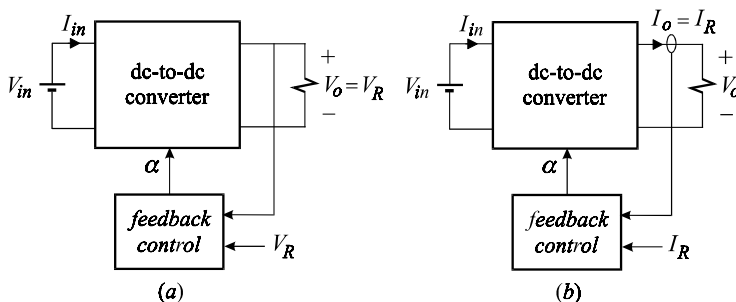 I_in
V_in
dc-to-dc
converter
+
V_o = V_R
−
α
feedback
control
V_R
(a)
I_in
V_in
dc-to-dc
converter
I_o = I_R
+
V_o
−
α
feedback
control
I_R
(b)